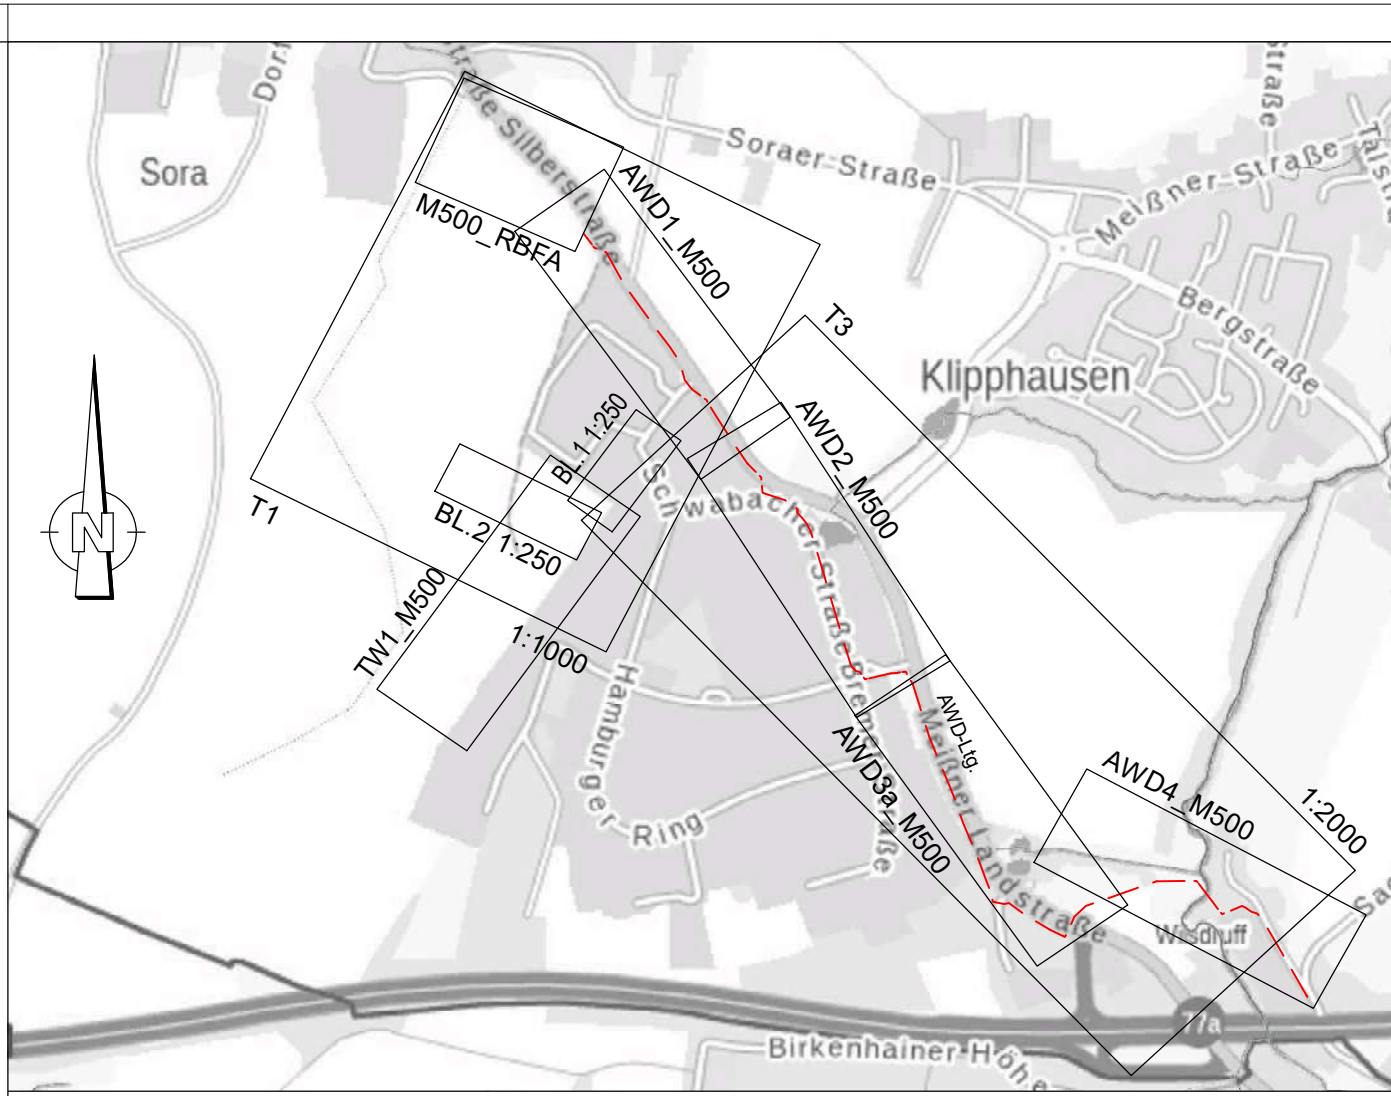 Dorf
Straße
Silberstraße
Soraer-Straße
Straße
Meißner-Straße
Sora
M500_RBFA
AWD1_M500
T3
Bergstraße
Klipphausen
BL.1 1:250
AWD2_M500
N
T1
BL.2 1:250
Schwabacher Straße
TW1_M500
1:1000
Hamburger-Ring
Bremer Straße
AWD-Ltg.
Meißner Landstraße
AWD3a_M500
AWD4_M500
1:2000
Wilsdruff
77a
Birkenhainer-Höhe